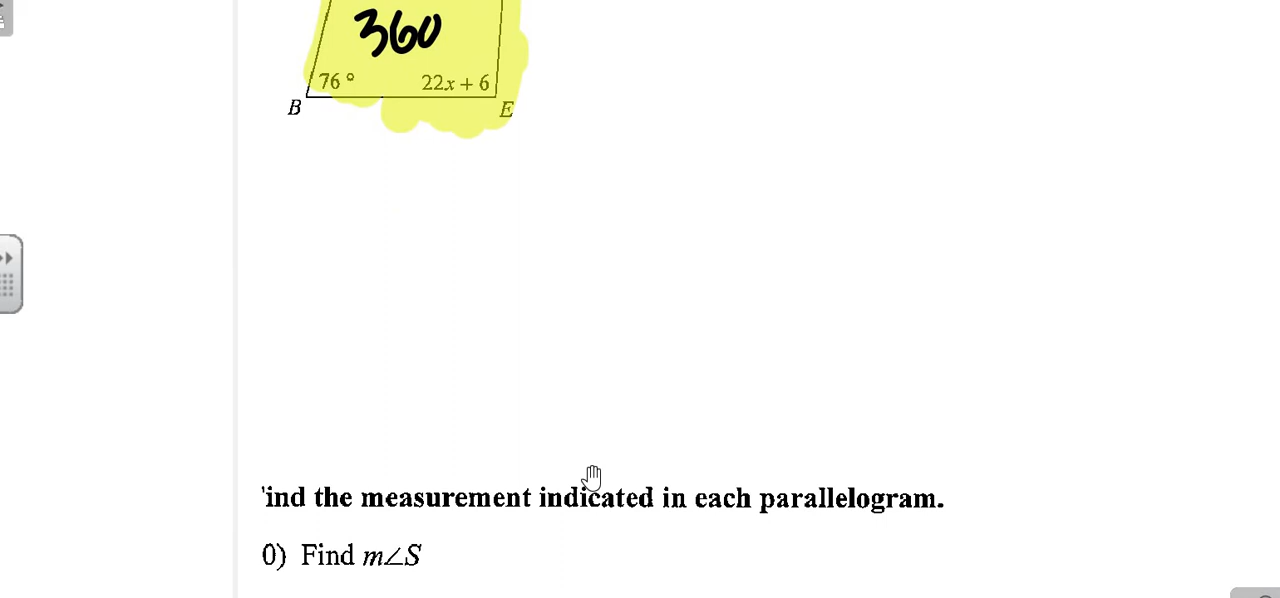 360
76° 22x + 6
B E
'ind the measurement indicated in each parallelogram.
0) Find m∠S